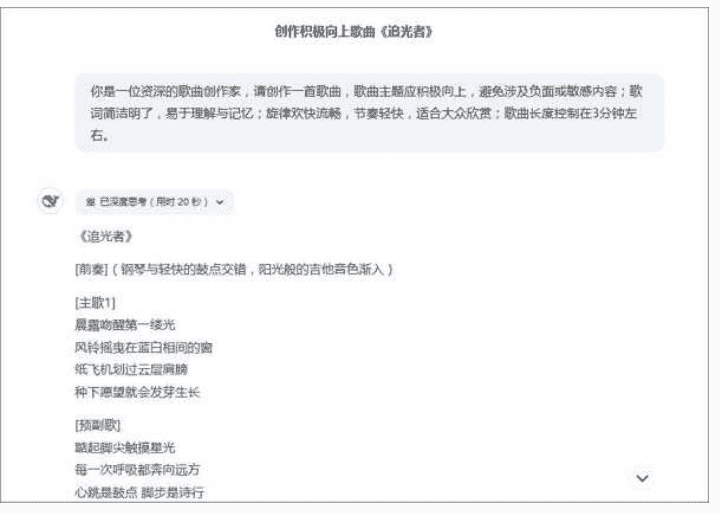 创作积极向上歌曲《追光者》
你是一位资深的歌曲创作家，请创作一首歌曲，歌曲主题应积极向上，避免涉及负面或敏感内容；歌
词简洁明了，易于理解与记忆；旋律欢快流畅，节奏轻快，适合大众欣赏；歌曲长度控制在3分钟左
右。
已深度思考（用时 20 秒）
《追光者》
[前奏]（钢琴与轻快的鼓点交错，阳光般的吉他音色渐入）
[主歌1]
晨露吻醒第一缕光
风铃摇曳在蓝白相间的窗
纸飞机划过云层肩膀
种下愿望就会发芽生长
[预副歌]
踮起脚尖触摸星光
每一次呼吸都奔向远方
心跳是鼓点 脚步是诗行